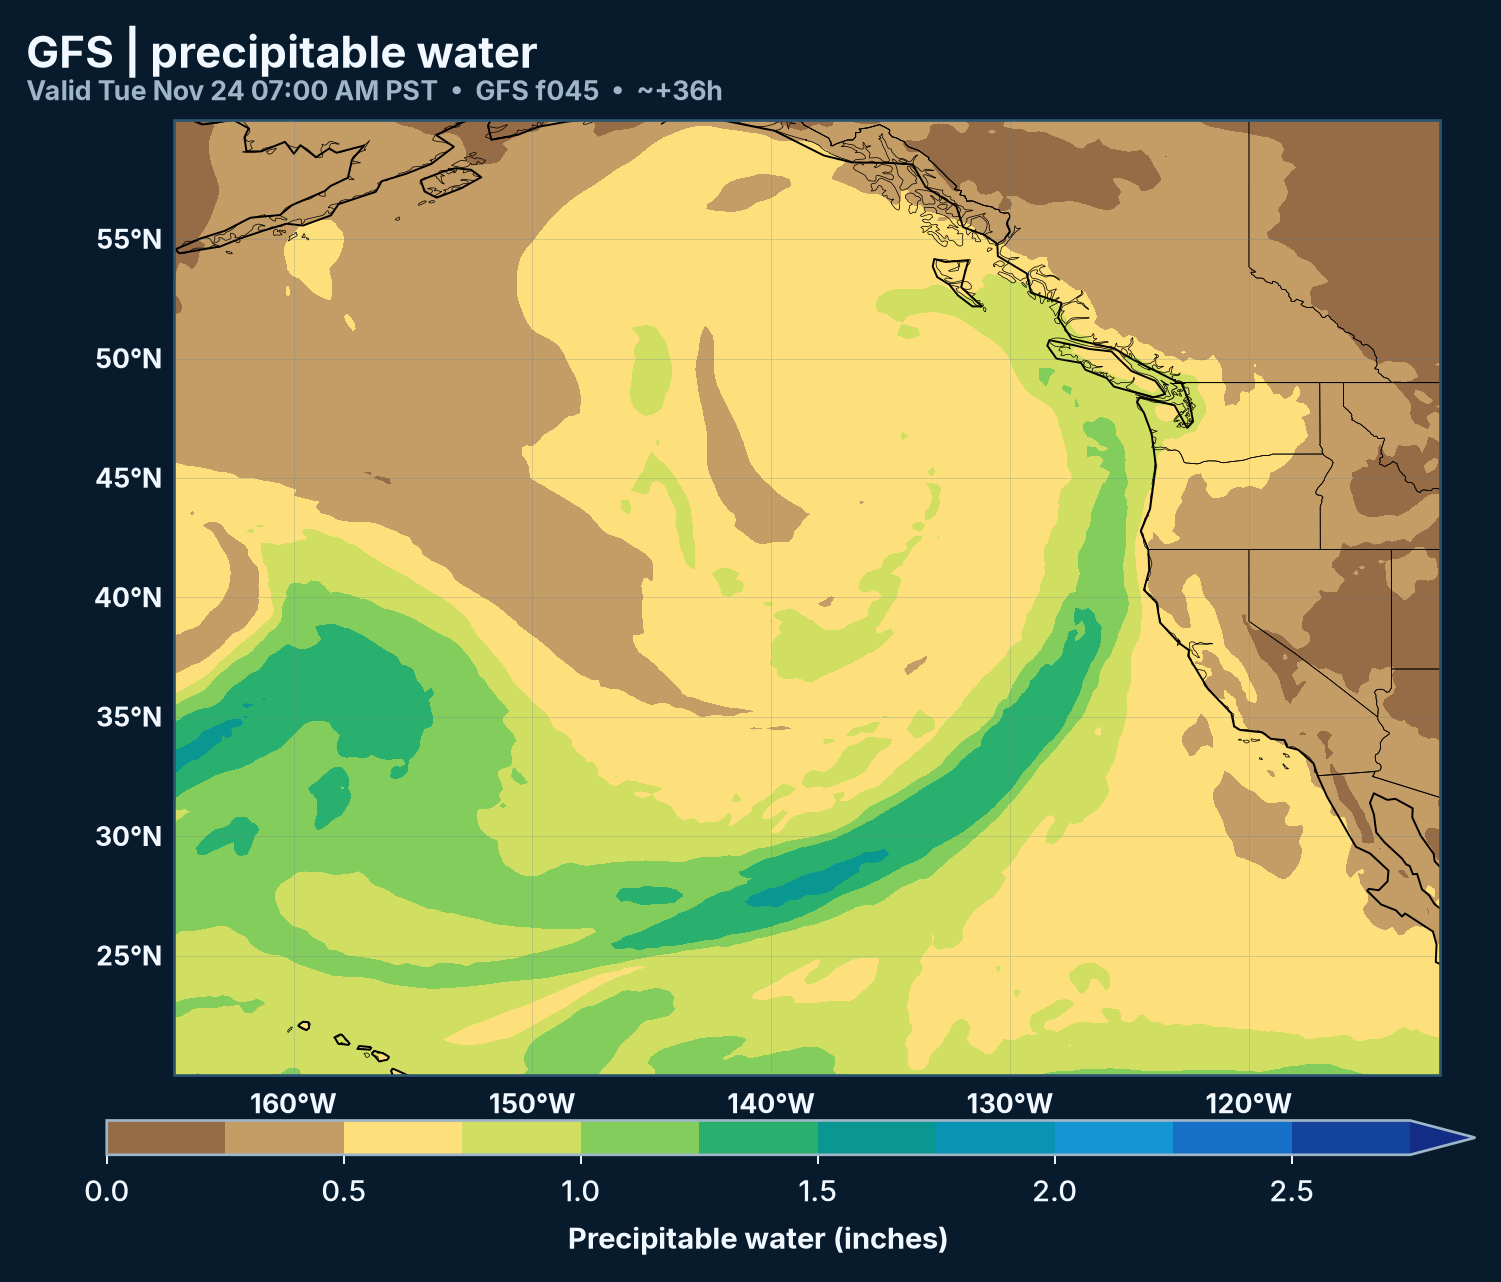 GFS | precipitable water
Valid Tue Nov 24 07:00 AM PST • GFS f045 • ~+36h
55°N
50°N
45°N
40°N
35°N
30°N
25°N
160°W 150°W 140°W 130°W 120°W
0.0 0.5 1.0 1.5 2.0 2.5
Precipitable water (inches)